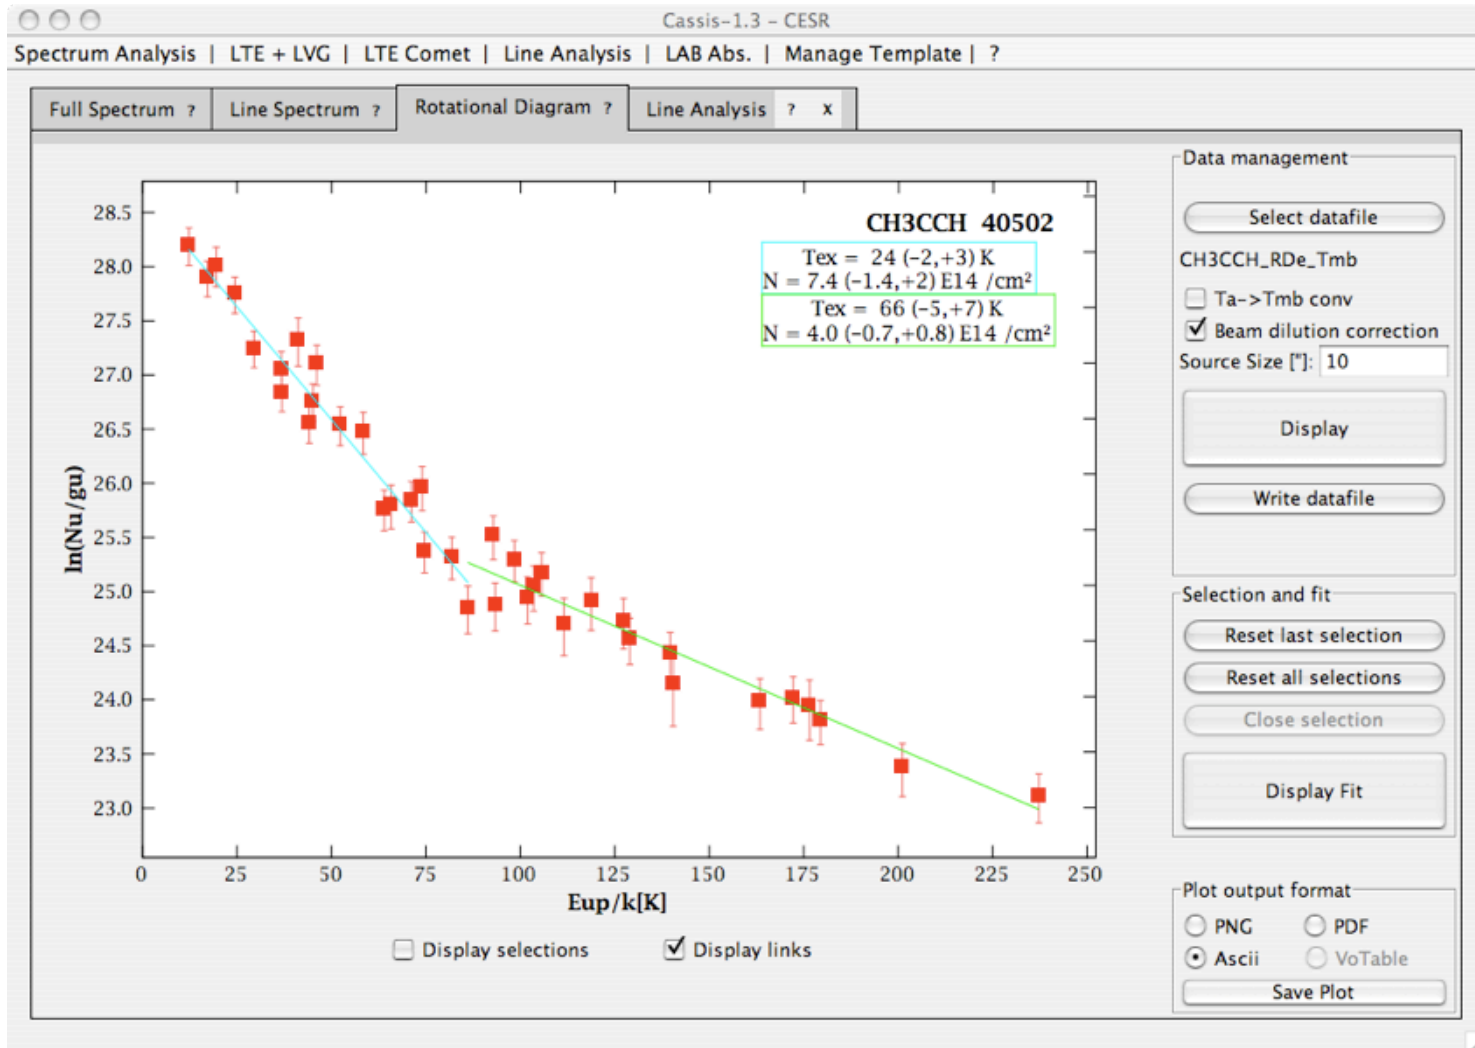 Cassis-1.3 - CESR
Spectrum Analysis | LTE + LVG | LTE Comet | Line Analysis | LAB Abs. | Manage Template | ?
Full Spectrum ? Line Spectrum ? Rotational Diagram ? Line Analysis ? x
CH3CCH 40502
Tex = 24 (-2,+3) K
N = 7.4 (-1.4,+2) E14 /cm²
Tex = 66 (-5,+7) K
N = 4.0 (-0.7,+0.8) E14 /cm²
28.5
28.0
27.5
27.0
26.5
26.0
25.5
25.0
24.5
24.0
23.5
23.0
ln(Nu/gu)
0 25 50 75 100 125 150 175 200 225 250
Eup/k[K]
Display selections Display links
Data management
Select datafile
CH3CCH_RDe_Tmb
Ta->Tmb conv
Beam dilution correction
Source Size ["]: 10
Display
Write datafile
Selection and fit
Reset last selection
Reset all selections
Close selection
Display Fit
Plot output format
PNG PDF
Ascii VoTable
Save Plot